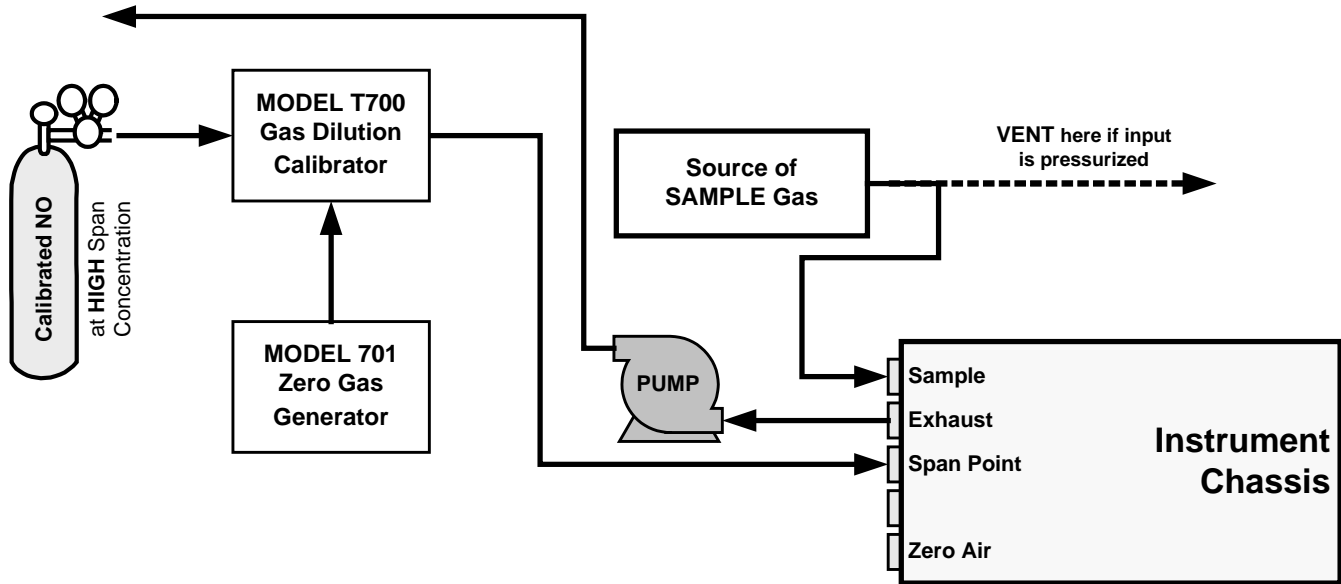 MODEL T700
Gas Dilution
Calibrator
Calibrated NO
at HIGH Span
Concentration
MODEL 701
Zero Gas
Generator
Source of
SAMPLE Gas
VENT here if input
is pressurized
PUMP
Sample
Exhaust
Span Point
Zero Air
Instrument
Chassis